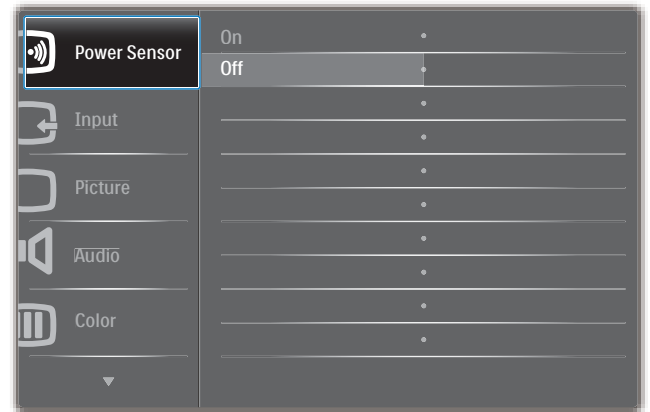 Power Sensor
On
Off
Input
Picture
Audio
Color